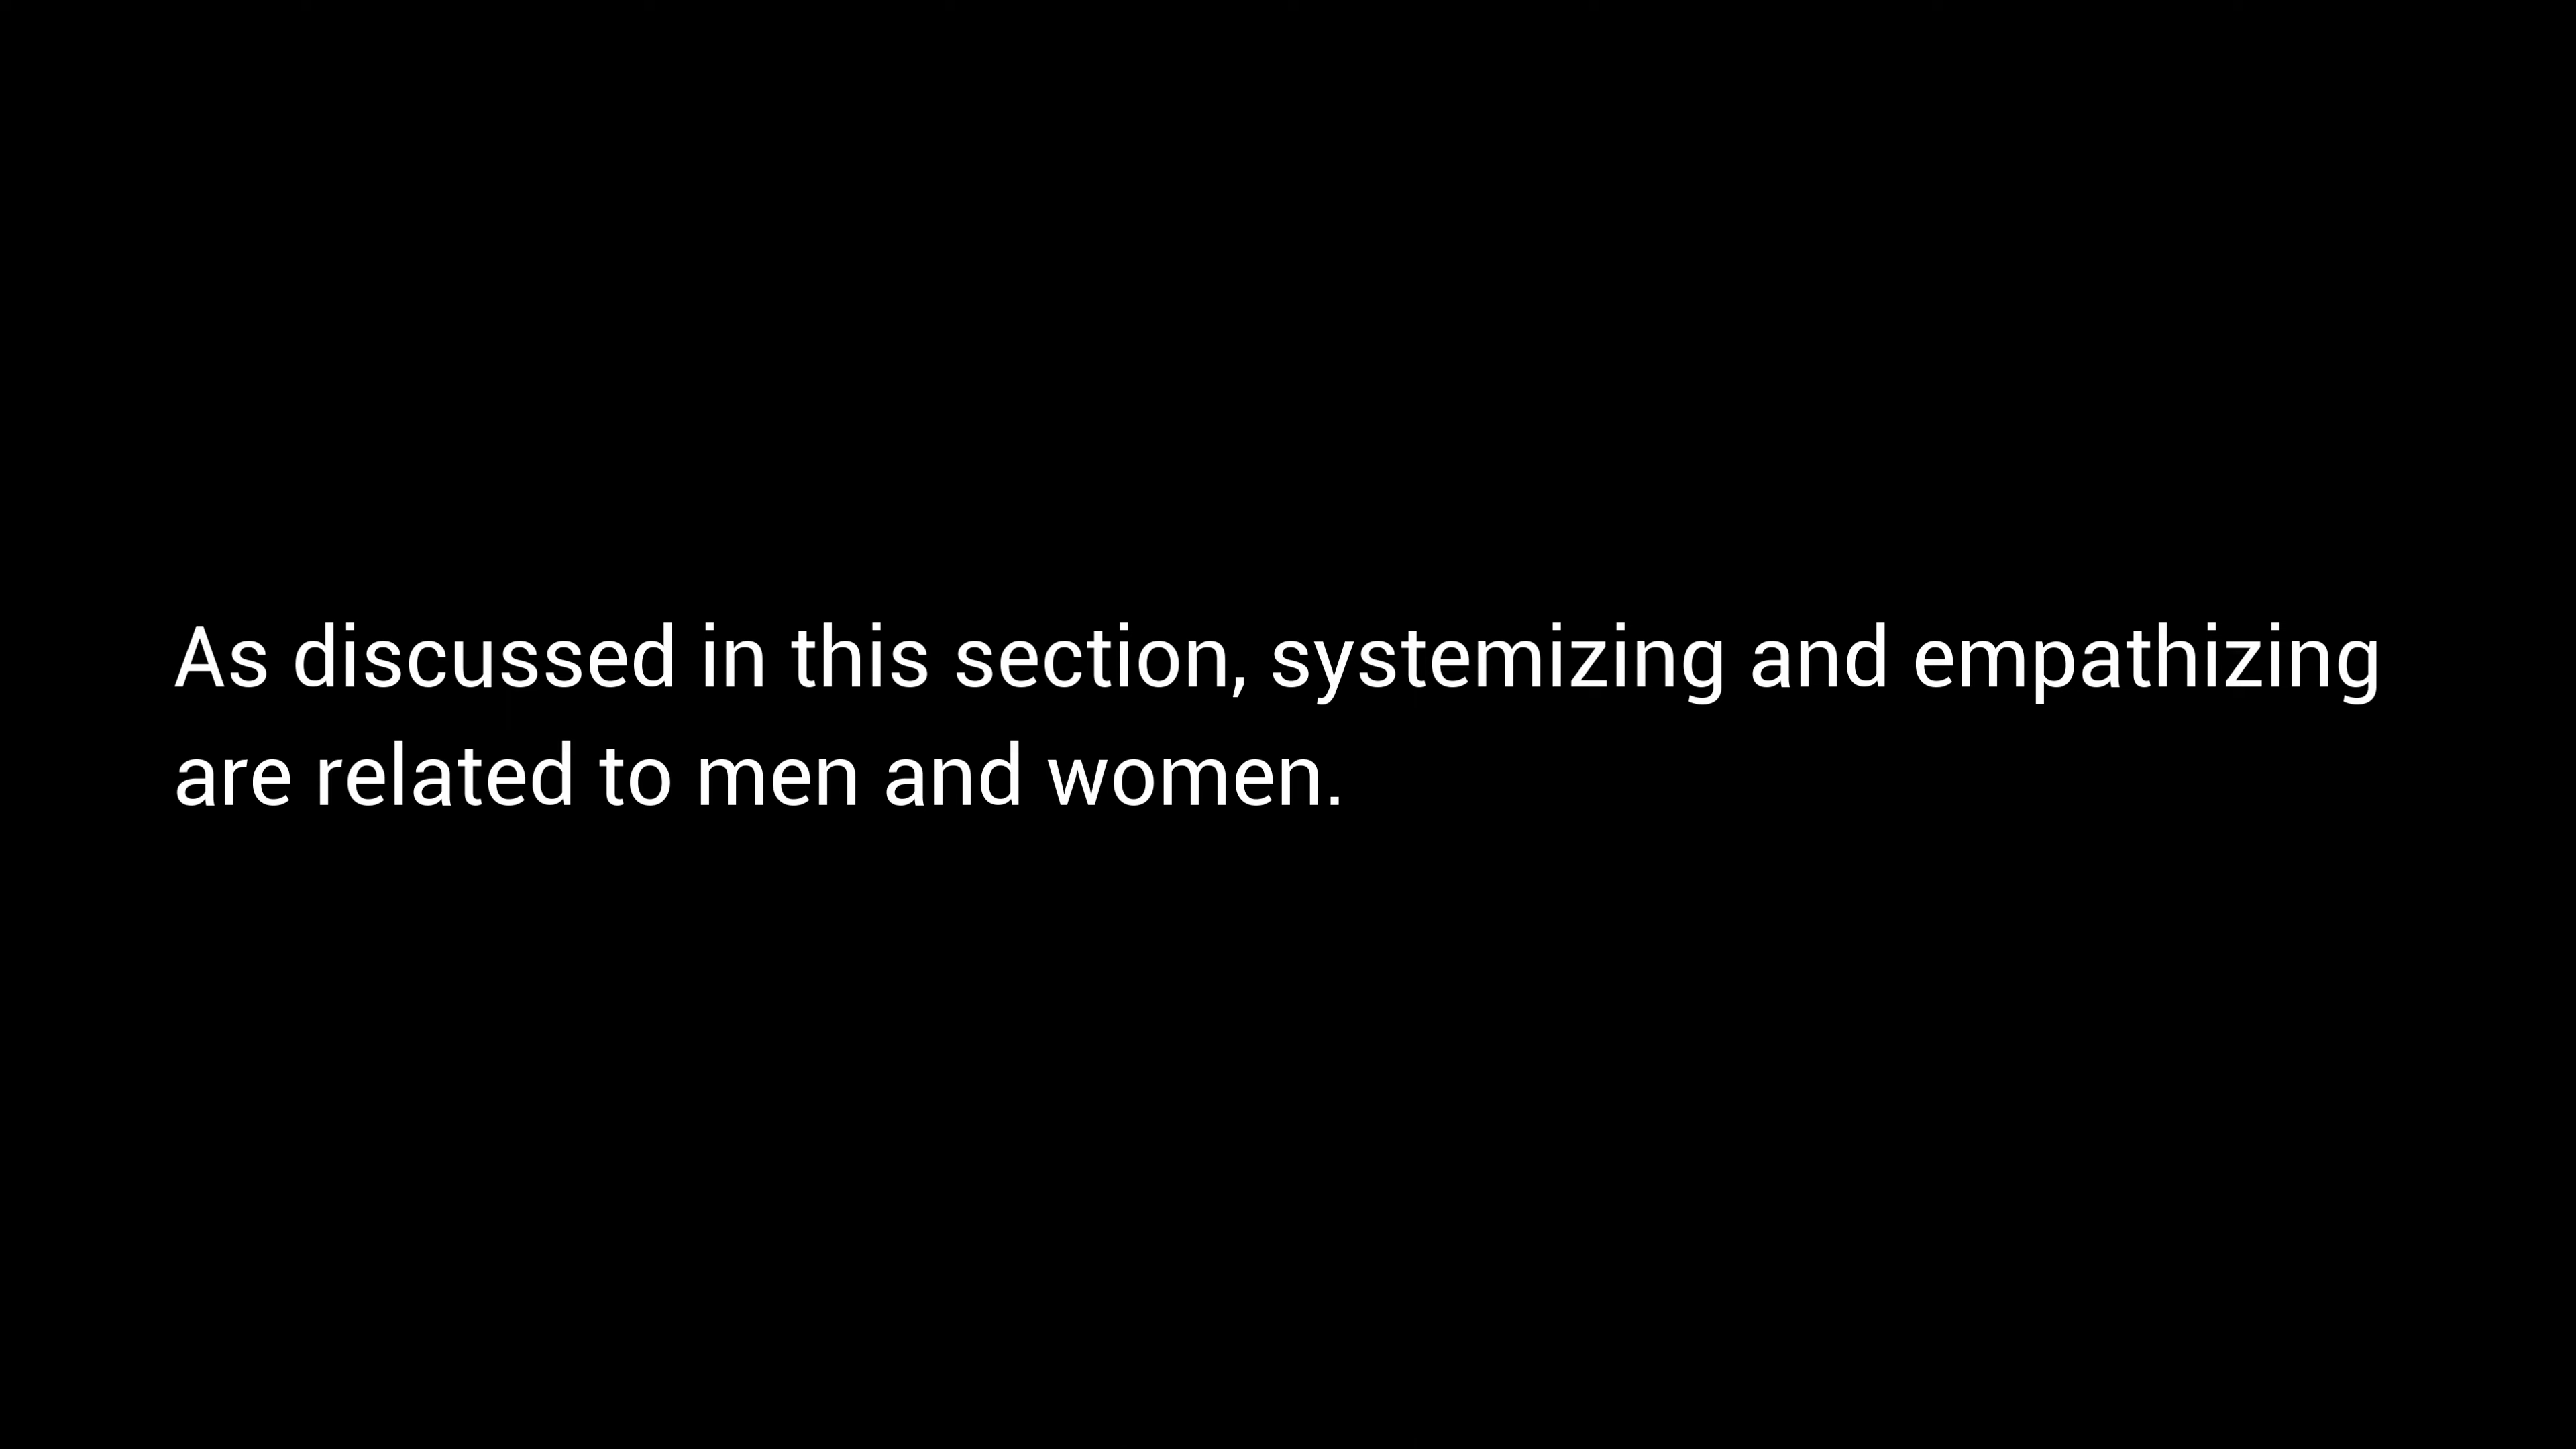 As discussed in this section, systemizing and empathizing
are related to men and women.